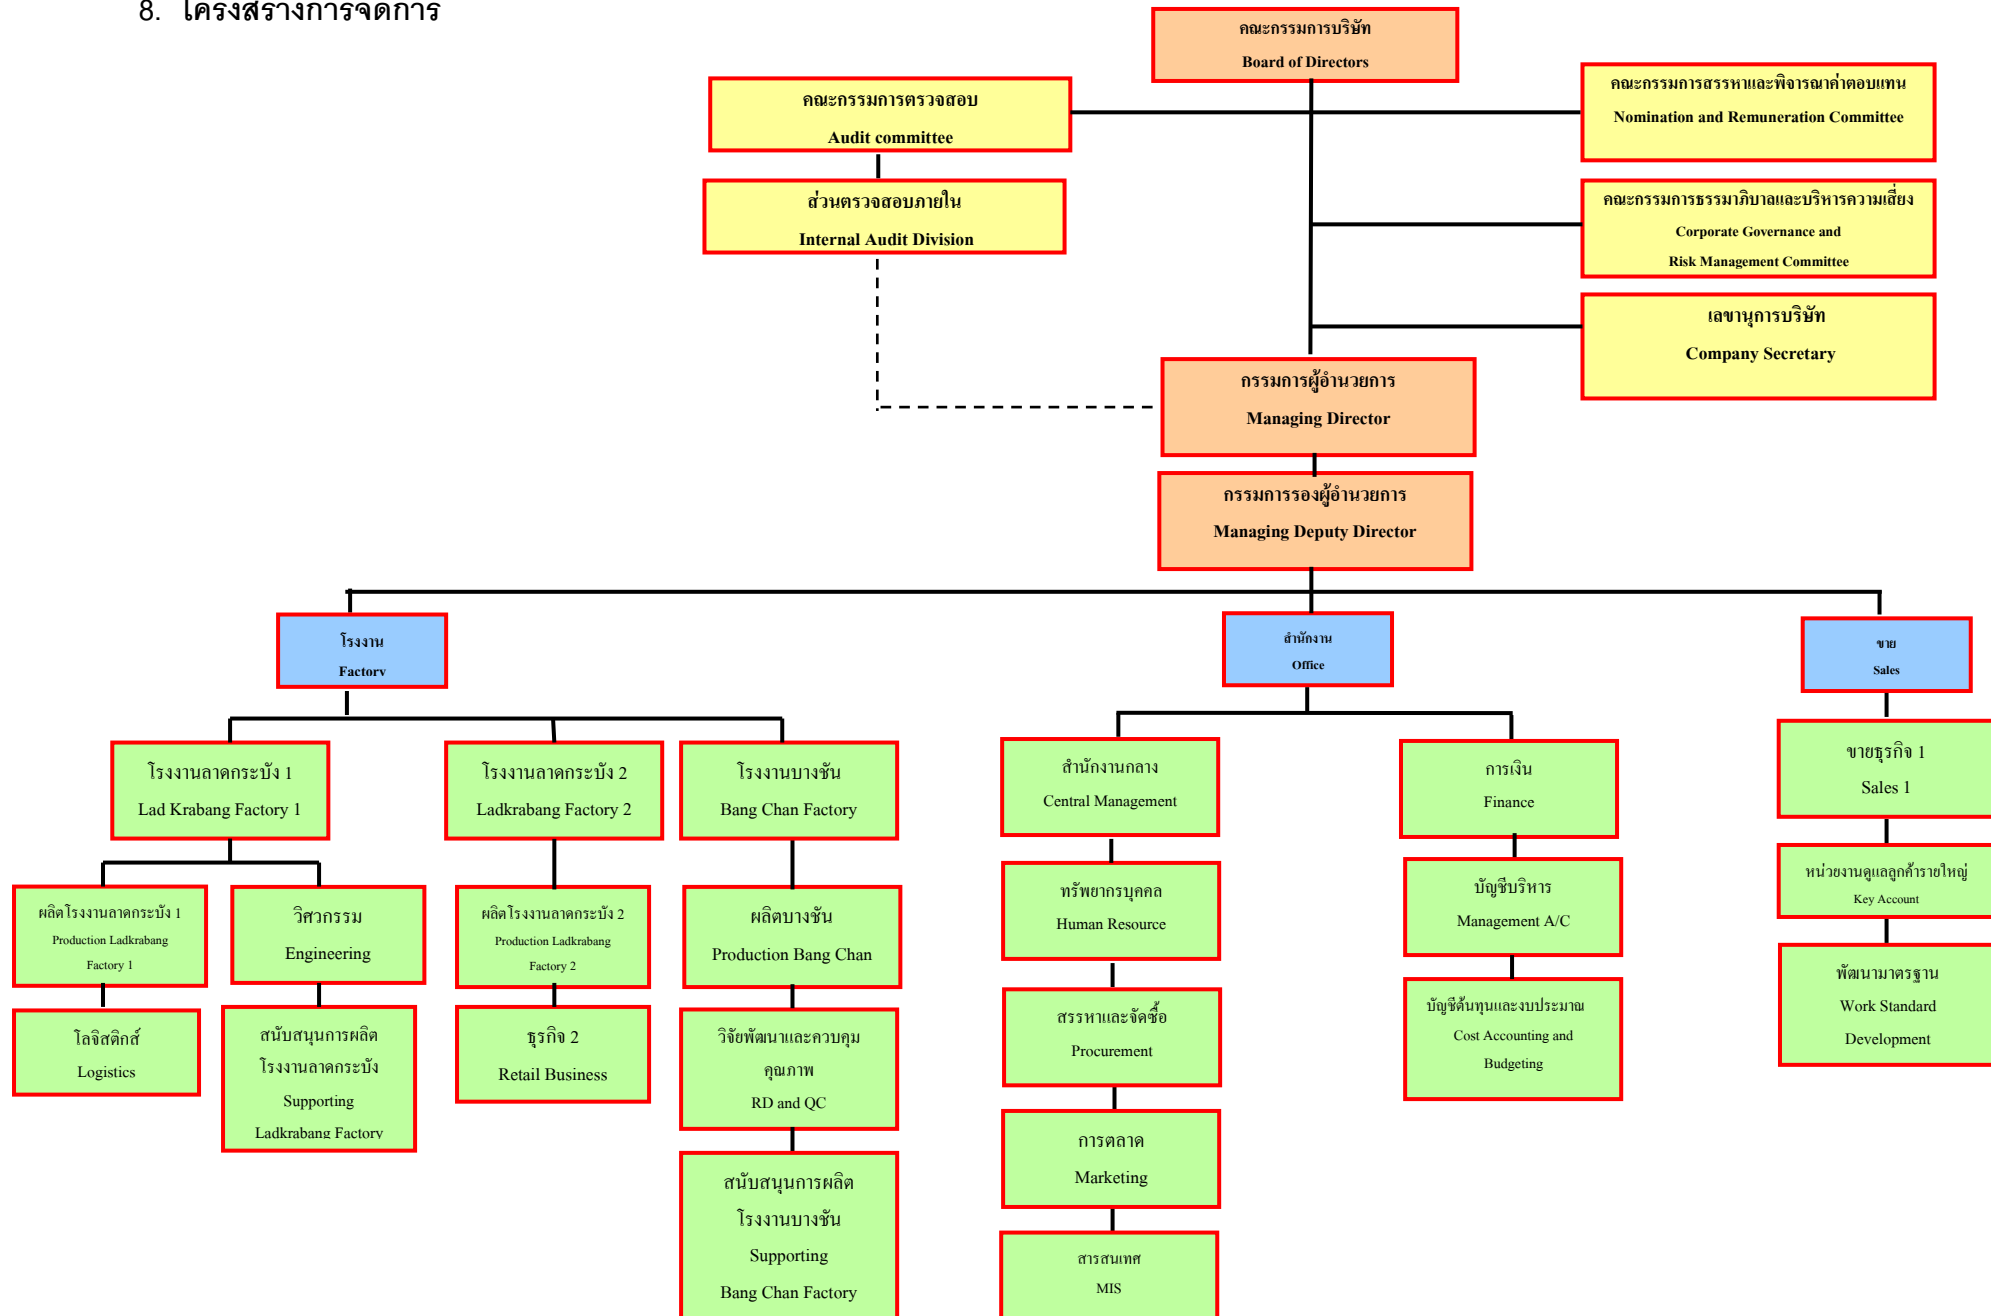 8. โครงสร้างการจัดการ
คณะกรรมการบริษัท
Board of Directors
คณะกรรมการตรวจสอบ
Audit committee
คณะกรรมการสรรหาและพิจารณาค่าตอบแทน
Nomination and Remuneration Committee
ส่วนตรวจสอบภายใน
Internal Audit Division
คณะกรรมการธรรมาภิบาลและบริหารความเสี่ยง
Corporate Governance and
Risk Management Committee
เลขานุการบริษัท
Company Secretary
กรรมการผู้อำนวยการ
Managing Director
กรรมการรองผู้อำนวยการ
Managing Deputy Director
โรงงาน
Factory
สำนักงาน
Office
ขาย
Sales
โรงงานลาดกระบัง 1
Lad Krabang Factory 1
โรงงานลาดกระบัง 2
Ladkrabang Factory 2
โรงงานบางชัน
Bang Chan Factory
สำนักงานกลาง
Central Management
การเงิน
Finance
ขายธุรกิจ 1
Sales 1
ผลิตโรงงานลาดกระบัง 1
Production Ladkrabang
Factory 1
วิศวกรรม
Engineering
ผลิตโรงงานลาดกระบัง 2
Production Ladkrabang
Factory 2
ผลิตบางชัน
Production Bang Chan
ทรัพยากรบุคคล
Human Resource
บัญชีบริหาร
Management A/C
หน่วยงานดูแลลูกค้ารายใหญ่
Key Account
โลจิสติกส์
Logistics
สนับสนุนการผลิต
โรงงานลาดกระบัง
Supporting
Ladkrabang Factory
ธุรกิจ 2
Retail Business
วิจัยพัฒนาและควบคุม
คุณภาพ
RD and QC
สรรหาและจัดซื้อ
Procurement
บัญชีต้นทุนและงบประมาณ
Cost Accounting and
Budgeting
พัฒนามาตรฐาน
Work Standard
Development
สนับสนุนการผลิต
โรงงานบางชัน
Supporting
Bang Chan Factory
การตลาด
Marketing
สารสนเทศ
MIS